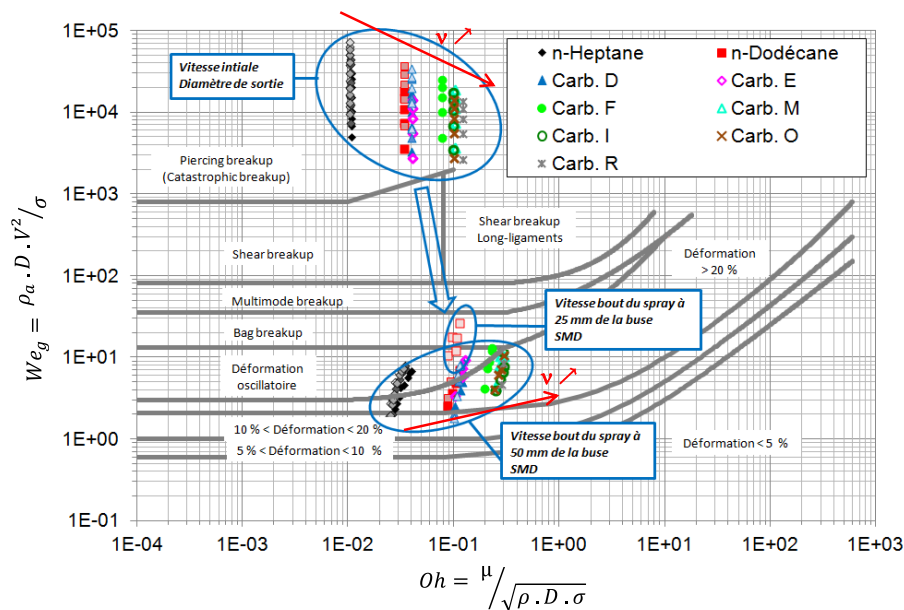 1E+05
1E+04
1E+03
1E+02
1E+01
1E+00
1E-01
We_g = ρ_a . D . V²/σ
ν
Vitesse intiale
Diamètre de sortie
n-Heptane
n-Dodécane
Carb. D
Carb. E
Carb. F
Carb. M
Carb. I
Carb. O
Carb. R
Piercing breakup
(Catastrophic breakup)
Shear breakup
Long-ligaments
Shear breakup
Déformation
> 20 %
Multimode breakup
Vitesse bout du spray à
25 mm de la buse
SMD
Bag breakup
Déformation
oscillatoire
ν
10 % < Déformation < 20 %
5 % < Déformation < 10 %
Vitesse bout du spray à
50 mm de la buse
SMD
Déformation < 5 %
1E-04
1E-03
1E-02
1E-01
1E+00
1E+01
1E+02
1E+03
Oh = μ/√ρ . D . σ